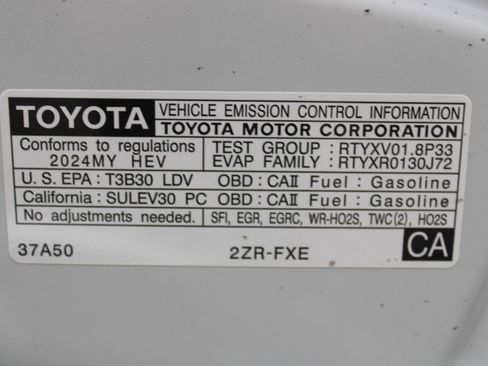 TOYOTA VEHICLE EMISSION CONTROL INFORMATION
TOYOTA MOTOR CORPORATION
Conforms to regulations TEST GROUP : RTYXV01.8P33
2024MY HEV EVAP FAMILY : RTYXR0130J72
U.S.EPA : T3B30 LDV OBD : CAII Fuel : Gasoline
California : SULEV30 PC OBD : CAII Fuel : Gasoline
No adjustments needed. SFI, EGR, EGRC, WR-HO2S, TWC(2), HO2S
37A50 2ZR-FXE CA